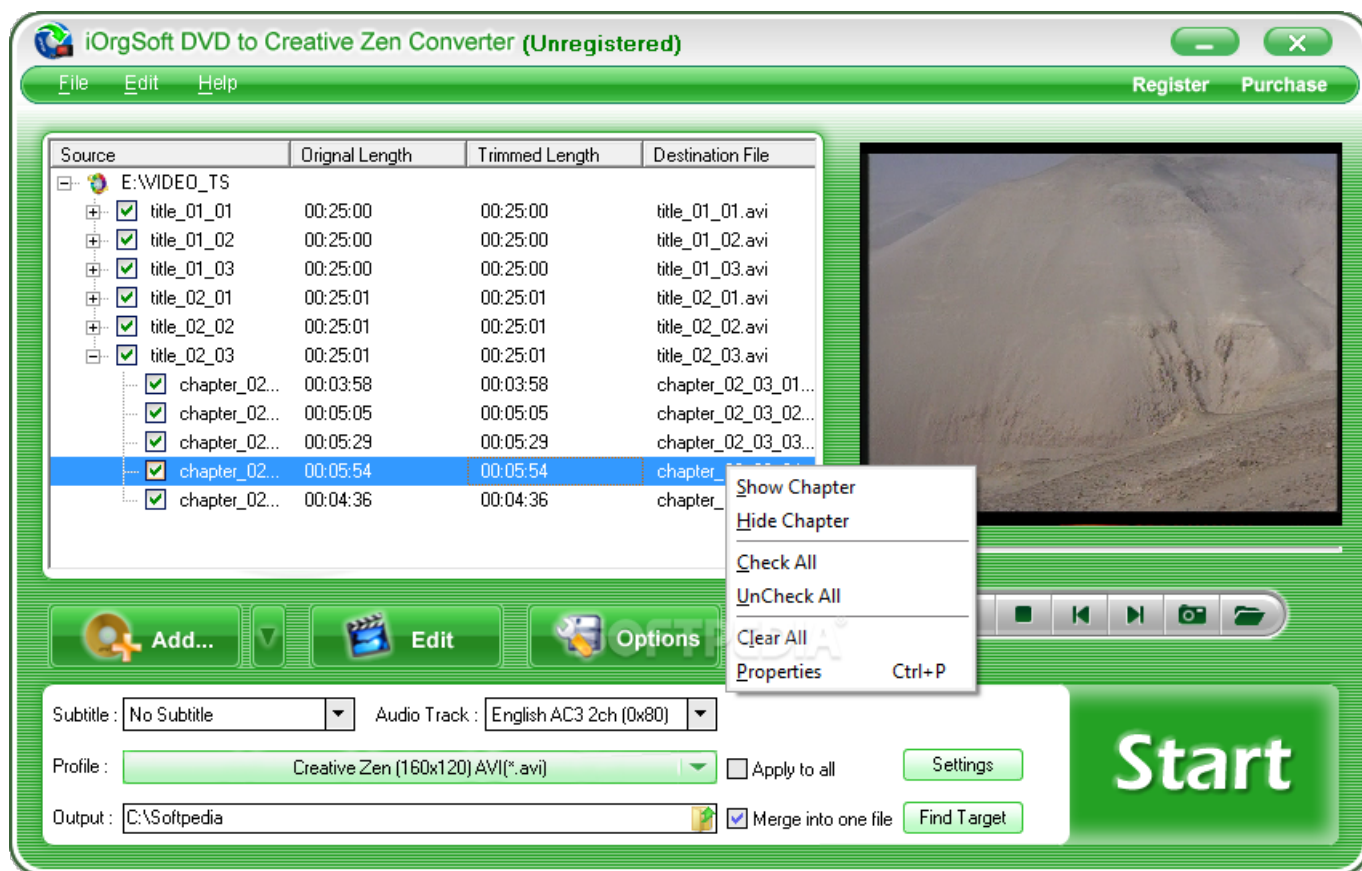 iOrgSoft DVD to Creative Zen Converter (Unregistered)
File Edit Help Register Purchase
Source Orignal Length Trimmed Length Destination File
E:\VIDEO_TS
title_01_01 00:25:00 00:25:00 title_01_01.avi
title_01_02 00:25:00 00:25:00 title_01_02.avi
title_01_03 00:25:00 00:25:00 title_01_03.avi
title_02_01 00:25:01 00:25:01 title_02_01.avi
title_02_02 00:25:01 00:25:01 title_02_02.avi
title_02_03 00:25:01 00:25:01 title_02_03.avi
chapter_02... 00:03:58 00:03:58 chapter_02_03_01...
chapter_02... 00:05:05 00:05:05 chapter_02_03_02...
chapter_02... 00:05:29 00:05:29 chapter_02_03_03...
chapter_02... 00:05:54 00:05:54 chapter_
chapter_02... 00:04:36 00:04:36 chapter_
Show Chapter
Hide Chapter
Check All
UnCheck All
Clear All
Properties Ctrl+P
Add... Edit Options
SOFTPEDIA
Subtitle : No Subtitle Audio Track : English AC3 2ch (0x80)
Profile : Creative Zen (160x120) AVI(*.avi) Apply to all Settings
Output : C:\Softpedia Merge into one file Find Target
Start